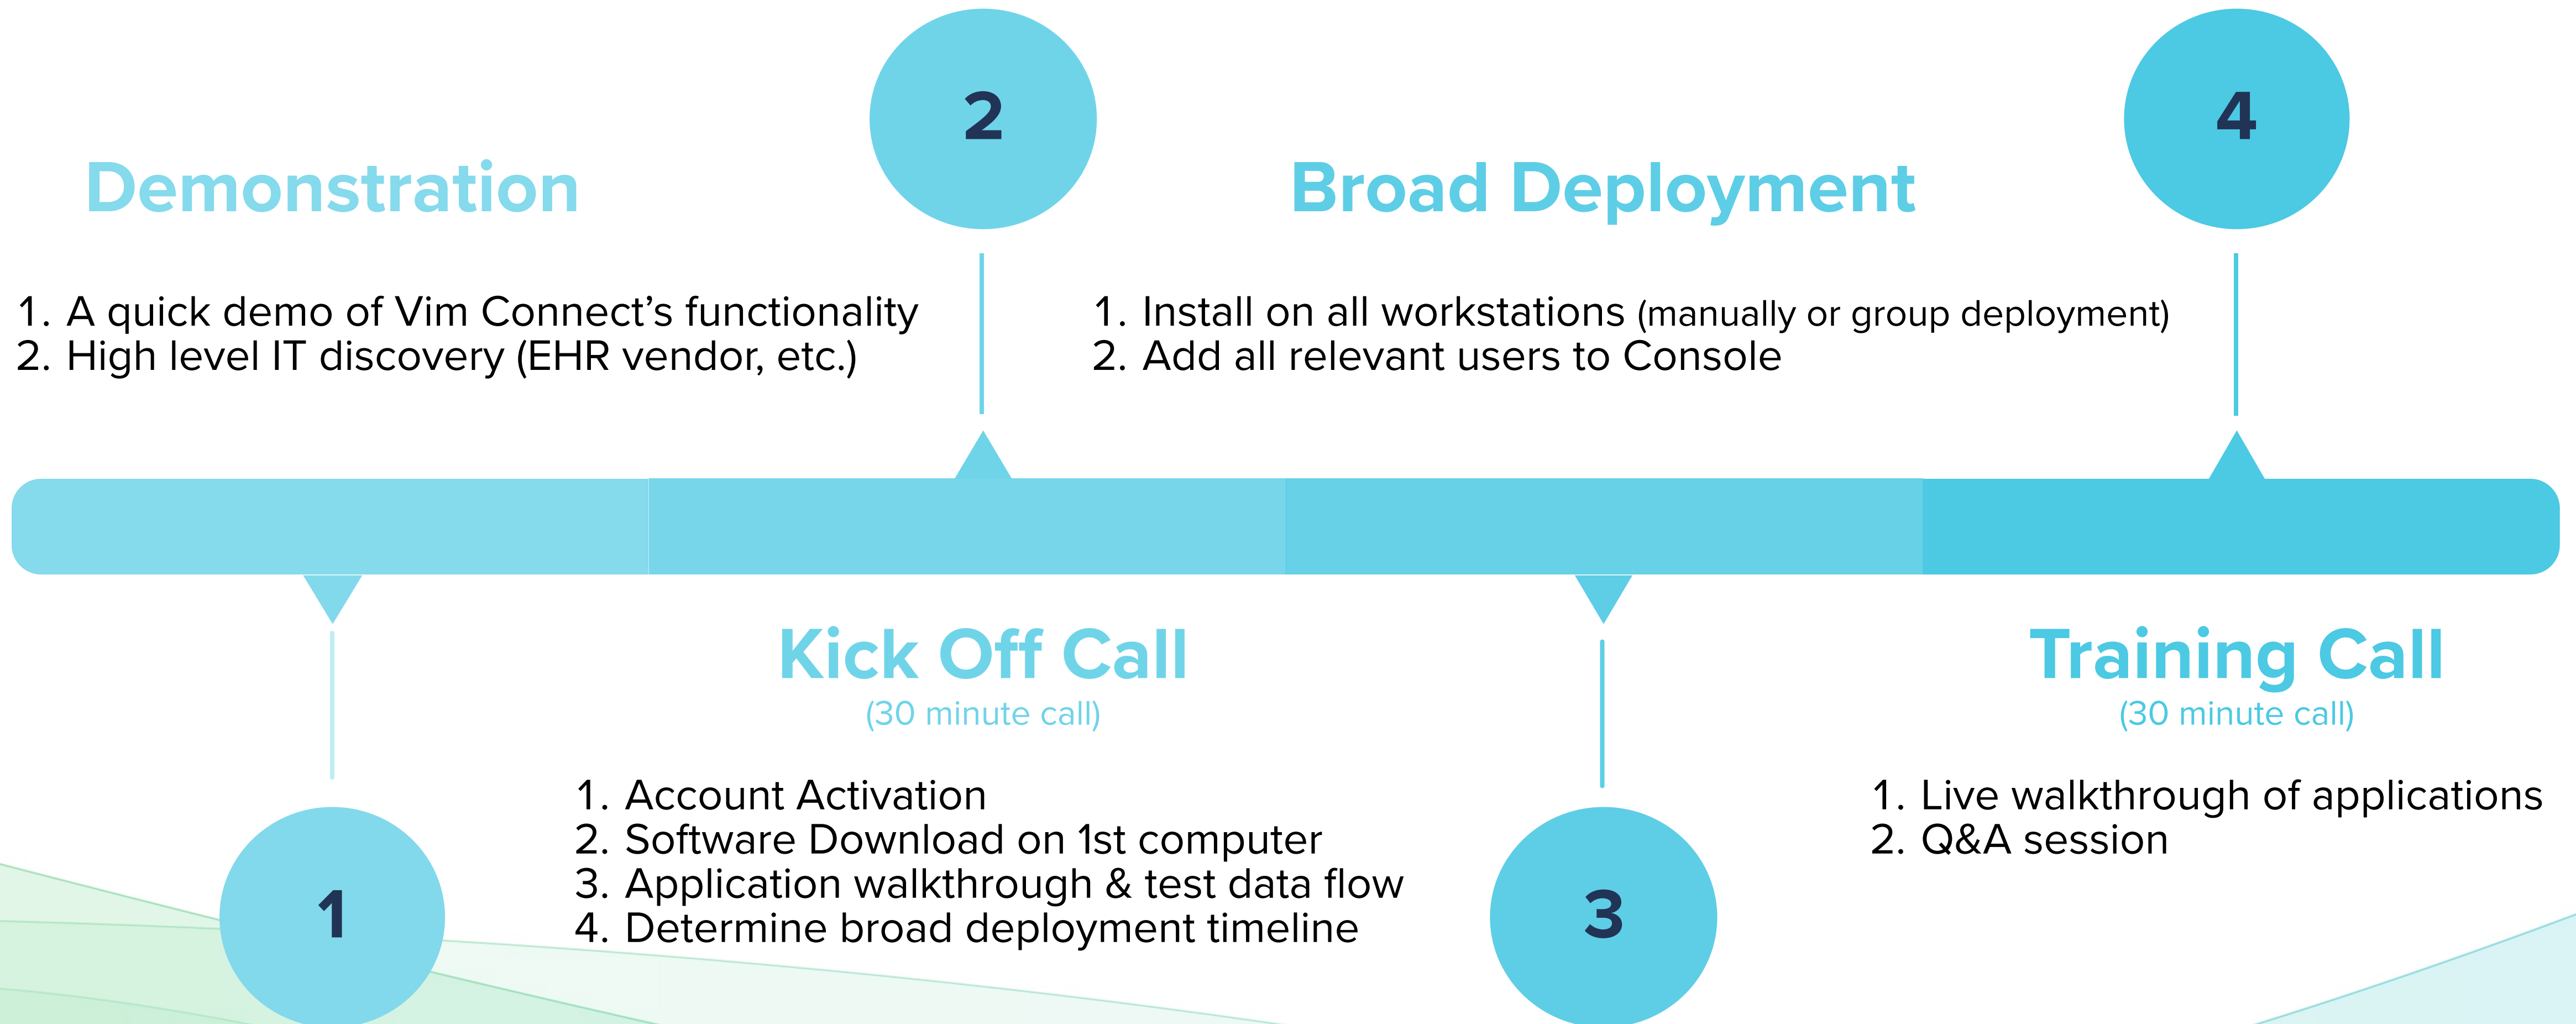 1
Demonstration
1. A quick demo of Vim Connect’s functionality
2. High level IT discovery (EHR vendor, etc.)
2
Kick Off Call
(30 minute call)
1. Account Activation
2. Software Download on 1st computer
3. Application walkthrough & test data flow
4. Determine broad deployment timeline
3
Broad Deployment
1. Install on all workstations (manually or group deployment)
2. Add all relevant users to Console
4
Training Call
(30 minute call)
1. Live walkthrough of applications
2. Q&A session